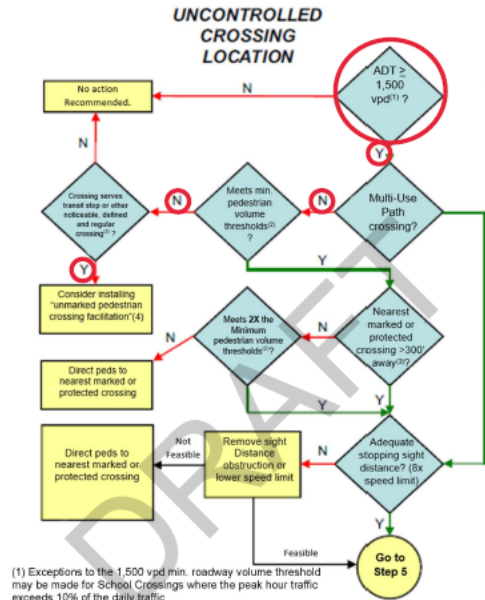 UNCONTROLLED
CROSSING
LOCATION
ADT ≥
1,500
vpd(1) ?
N
No action
Recommended.
Y
N
Crossing serves
transit stop or other
noticeable, defined
and regular
crossing(2) ?
N
Meets min.
pedestrian
volume
thresholds(2)
?
N
Multi-Use
Path
crossing?
Y
Y
Consider installing
"unmarked pedestrian
crossing facilitation"(4)
N
Meets 2X the
Minimum
pedestrian volume
thresholds(2)?
N
Nearest
marked or
protected
crossing >300'
away(3)?
Direct peds to
nearest marked or
protected crossing
Y
Y
Direct peds to
nearest marked or
protected crossing
Not
Feasible
Remove sight
Distance
obstruction or
lower speed limit
N
Adequate
stopping sight
distance? (8x
speed limit)
Y
Feasible
Go to
Step 5
(1) Exceptions to the 1,500 vpd min. roadway volume threshold
may be made for School Crossings where the peak hour traffic
exceeds 10% of the daily traffic
DRAFT